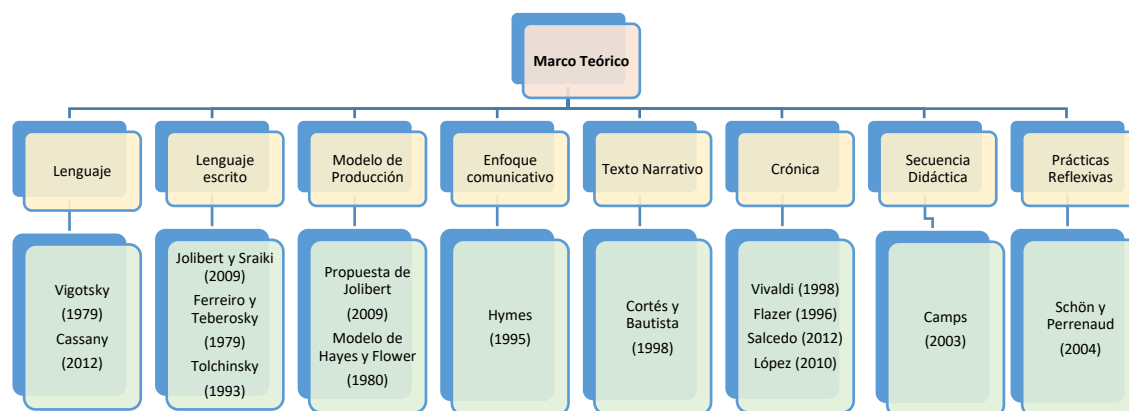 Marco Teórico
Lenguaje
Lenguaje
escrito
Modelo de
Producción
Enfoque
comunicativo
Texto Narrativo
Crónica
Secuencia
Didáctica
Prácticas
Reflexivas
Vigotsky
(1979)
Cassany
(2012)
Jolibert y Sraiki
(2009)
Ferreiro y
Teberosky
(1979)
Tolchinsky
(1993)
Propuesta de
Jolibert
(2009)
Modelo de
Hayes y Flower
(1980)
Hymes
(1995)
Cortés y
Bautista
(1998)
Vivaldi (1998)
Flazer (1996)
Salcedo (2012)
López (2010)
Camps
(2003)
Schön y
Perrenaud
(2004)